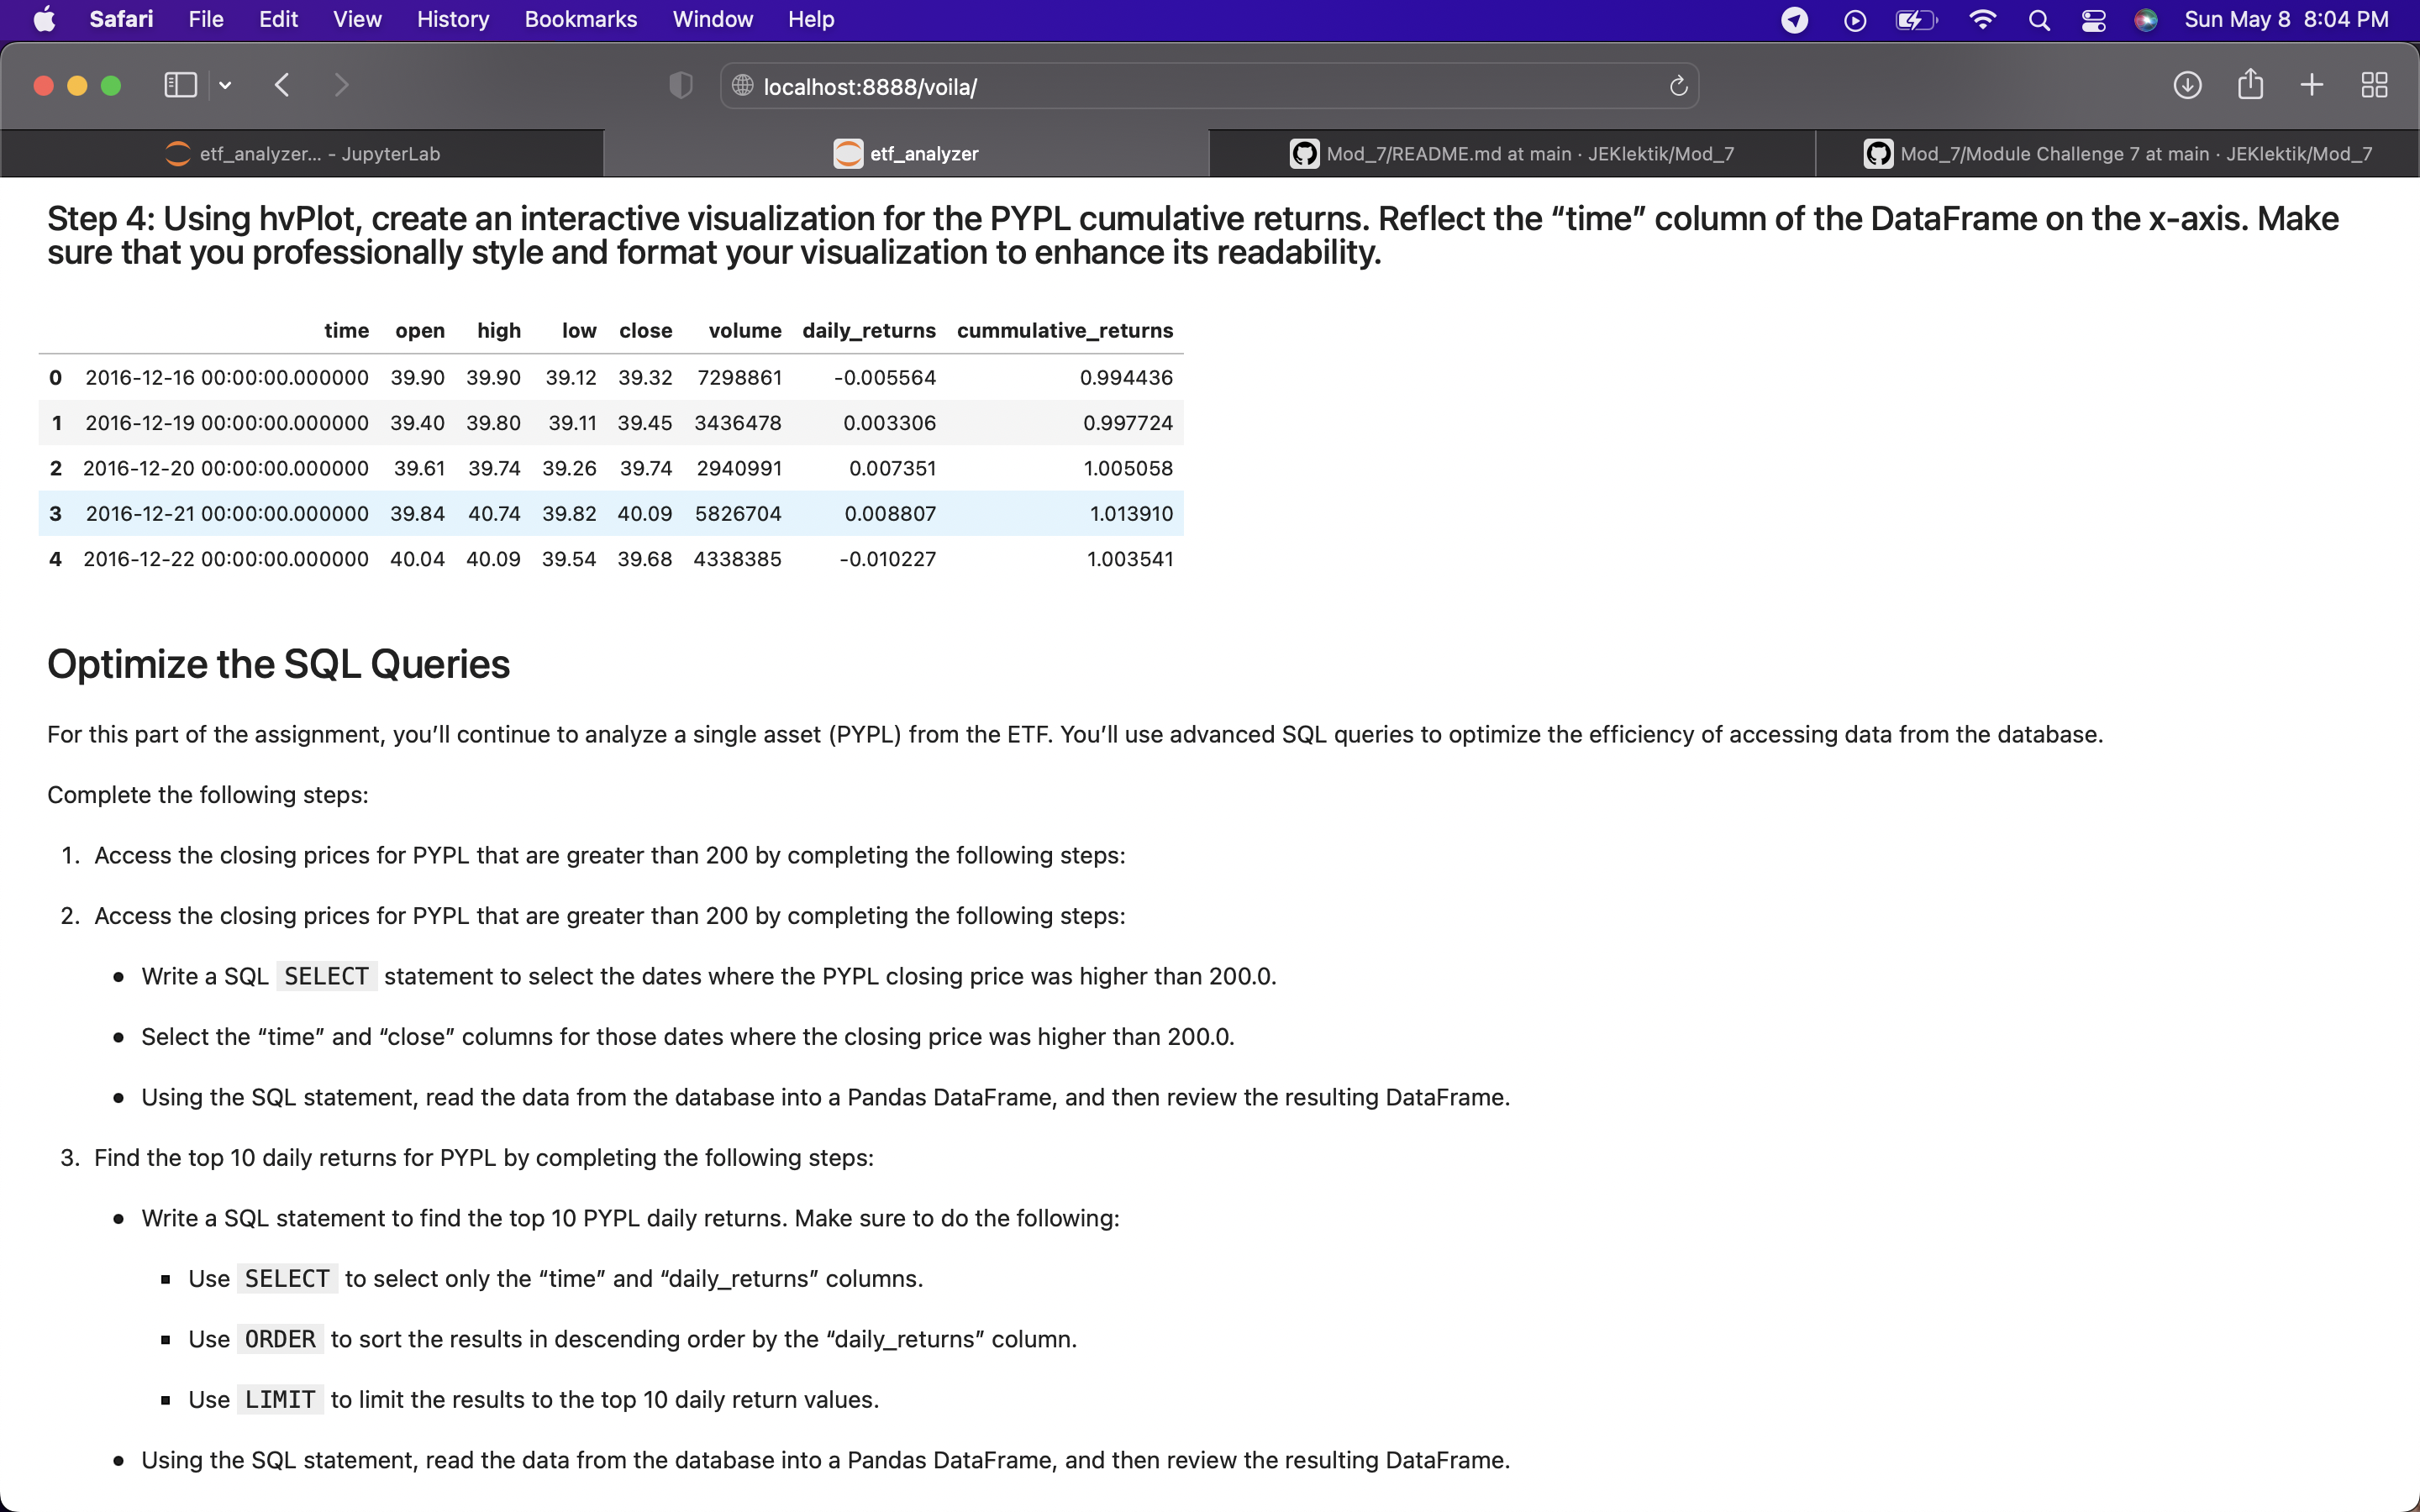 Safari File Edit View History Bookmarks Window Help Sun May 8 8:04 PM
localhost:8888/voila/
etf_analyzer... - JupyterLab etf_analyzer Mod_7/README.md at main · JEKlektik/Mod_7 Mod_7/Module Challenge 7 at main · JEKlektik/Mod_7
Step 4: Using hvPlot, create an interactive visualization for the PYPL cumulative returns. Reflect the “time” column of the DataFrame on the x-axis. Make
sure that you professionally style and format your visualization to enhance its readability.
time open high low close volume daily_returns cummulative_returns
0 2016-12-16 00:00:00.000000 39.90 39.90 39.12 39.32 7298861 -0.005564 0.994436
1 2016-12-19 00:00:00.000000 39.40 39.80 39.11 39.45 3436478 0.003306 0.997724
2 2016-12-20 00:00:00.000000 39.61 39.74 39.26 39.74 2940991 0.007351 1.005058
3 2016-12-21 00:00:00.000000 39.84 40.74 39.82 40.09 5826704 0.008807 1.013910
4 2016-12-22 00:00:00.000000 40.04 40.09 39.54 39.68 4338385 -0.010227 1.003541
Optimize the SQL Queries
For this part of the assignment, you’ll continue to analyze a single asset (PYPL) from the ETF. You’ll use advanced SQL queries to optimize the efficiency of accessing data from the database.
Complete the following steps:
1. Access the closing prices for PYPL that are greater than 200 by completing the following steps:
2. Access the closing prices for PYPL that are greater than 200 by completing the following steps:
• Write a SQL SELECT statement to select the dates where the PYPL closing price was higher than 200.0.
• Select the “time” and “close” columns for those dates where the closing price was higher than 200.0.
• Using the SQL statement, read the data from the database into a Pandas DataFrame, and then review the resulting DataFrame.
3. Find the top 10 daily returns for PYPL by completing the following steps:
• Write a SQL statement to find the top 10 PYPL daily returns. Make sure to do the following:
▪ Use SELECT to select only the “time” and “daily_returns” columns.
▪ Use ORDER to sort the results in descending order by the “daily_returns” column.
▪ Use LIMIT to limit the results to the top 10 daily return values.
• Using the SQL statement, read the data from the database into a Pandas DataFrame, and then review the resulting DataFrame.